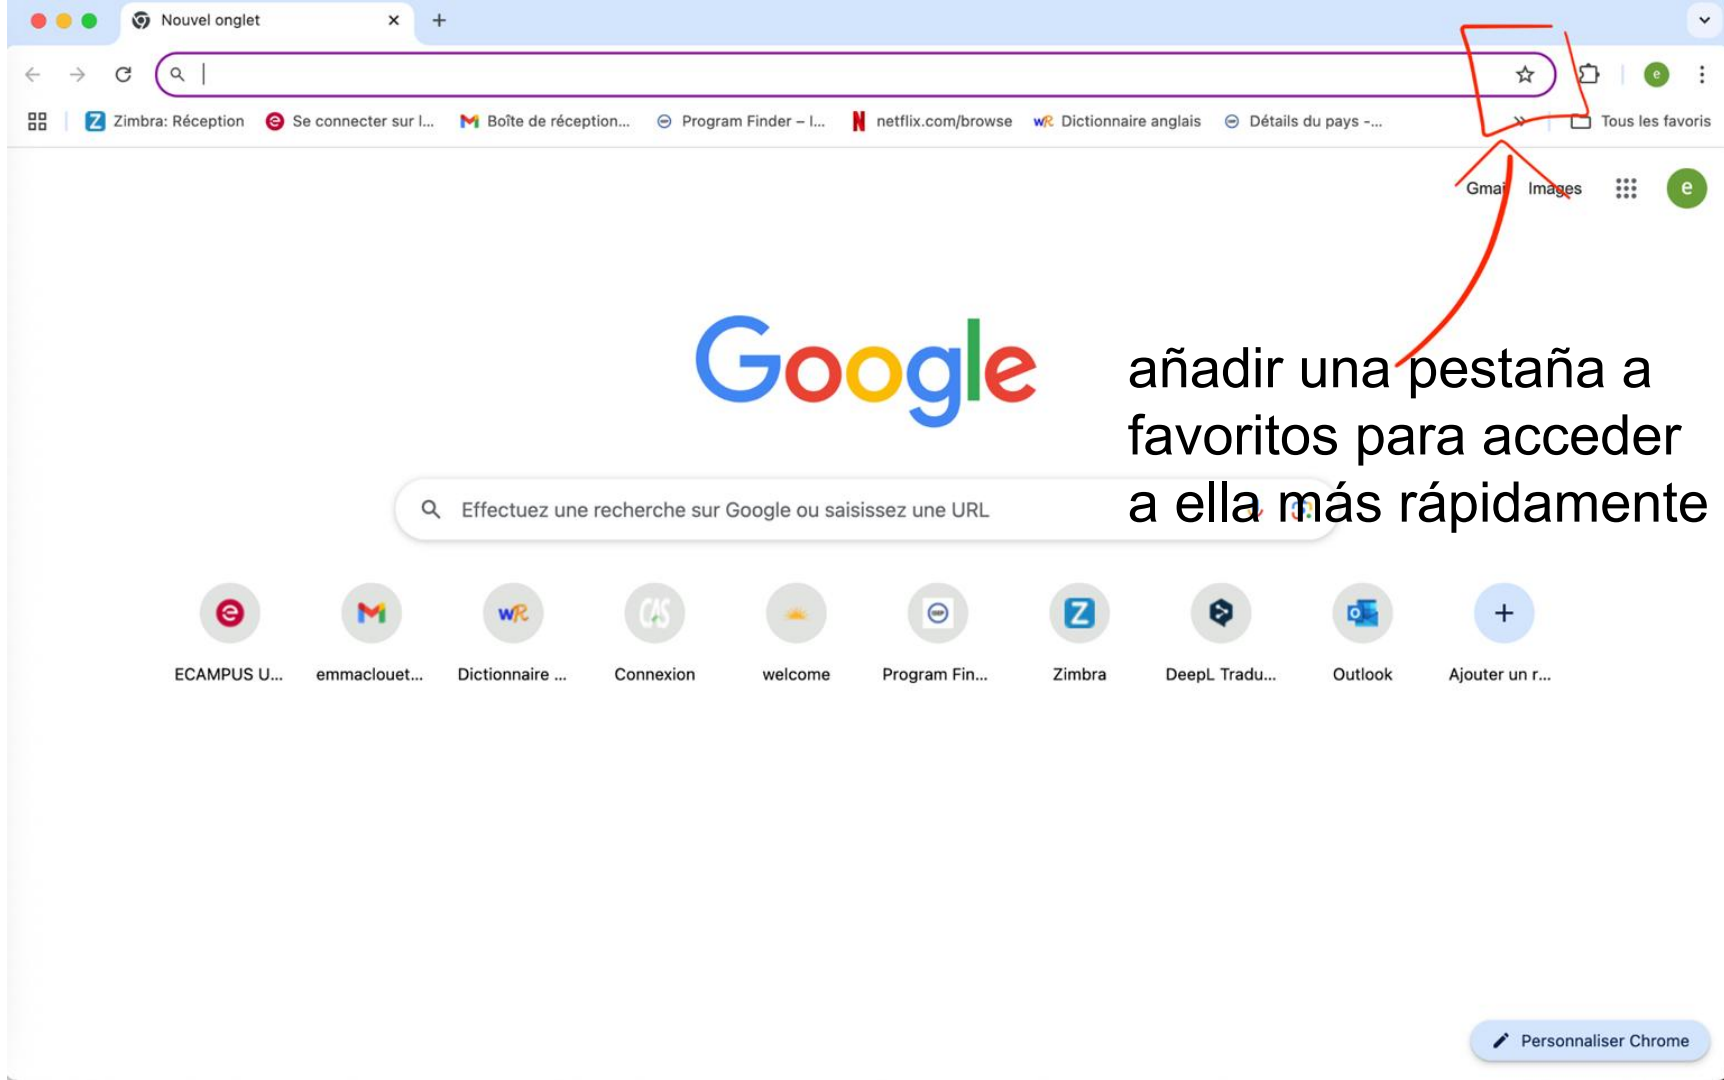 Nouvel onglet
Zimbra: Réception
Se connecter sur l...
Boîte de réception...
Program Finder – I...
netflix.com/browse
Dictionnaire anglais
Détails du pays -...
Tous les favoris
Gmail
Images
e
Google
añadir una pestaña a
favoritos para acceder
a ella más rápidamente
Effectuez une recherche sur Google ou saisissez une URL
ECAMPUS U...
emmaclouet...
Dictionnaire ...
Connexion
welcome
Program Fin...
Zimbra
DeepL Tradu...
Outlook
Ajouter un r...
Personnaliser Chrome